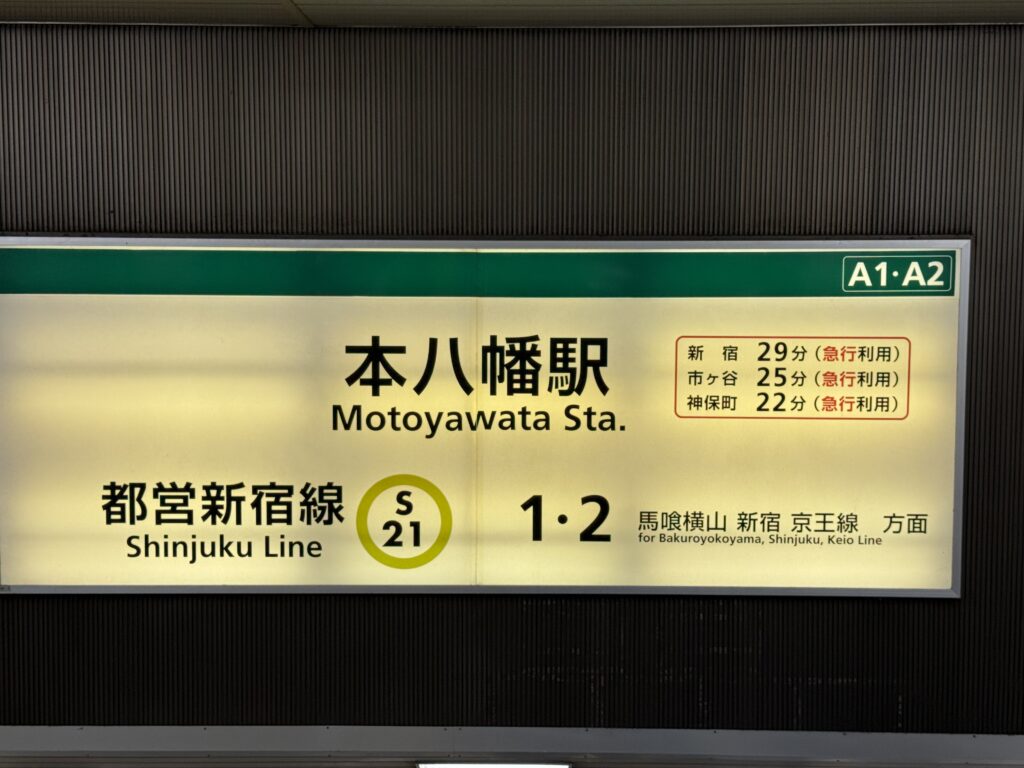 A1・A2
本八幡駅
Motoyawata Sta.
新宿 29分(急行利用)
市ヶ谷 25分(急行利用)
神保町 22分(急行利用)
都営新宿線
Shinjuku Line
S
21
1・2
馬喰横山 新宿 京王線 方面
for Bakuroyokoyama, Shinjuku, Keio Line